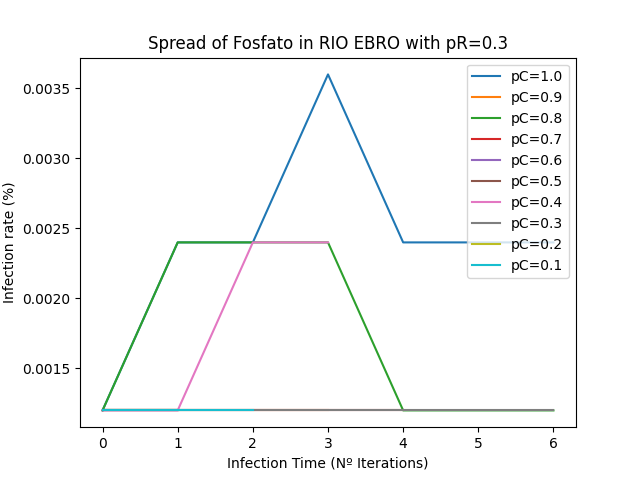 Spread of Fosfato in RIO EBRO with pR=0.3
Infection rate (%)
0.0035
0.0030
0.0025
0.0020
0.0015
pC=1.0
pC=0.9
pC=0.8
pC=0.7
pC=0.6
pC=0.5
pC=0.4
pC=0.3
pC=0.2
pC=0.1
0 1 2 3 4 5 6
Infection Time (Nº Iterations)